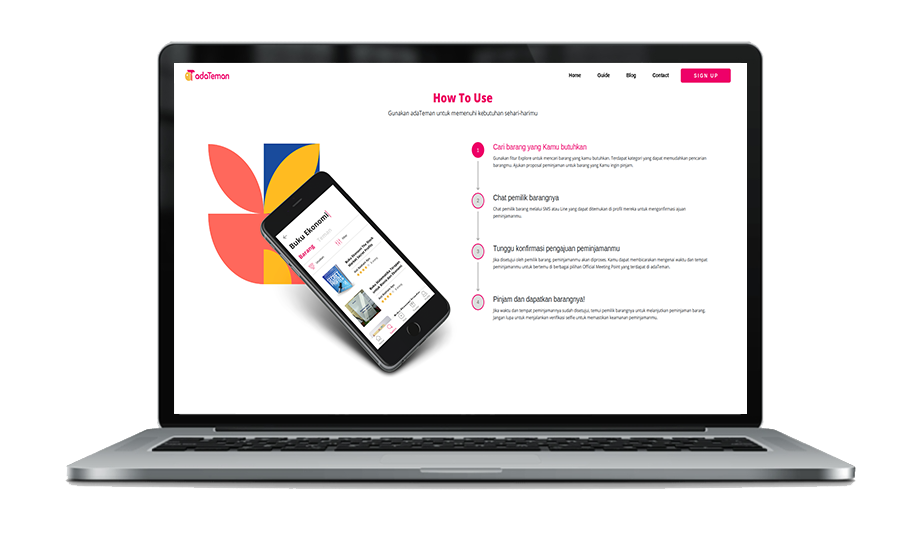 adaTeman
Home Guide Blog Contact SIGN UP
How To Use
Gunakan adaTeman untuk memenuhi kebutuhan sehari-harimu
1 Cari barang yang Kamu butuhkan
Gunakan fitur Explore untuk mencari barang yang kamu butuhkan. Terdapat kategori yang dapat memudahkan pencarian
barangmu. Ajukan proposal peminjaman untuk barang yang Kamu ingin pinjam.
2 Chat pemilik barangnya
Chat pemilik barang melalui SMS atau Line yang dapat ditemukan di profil mereka untuk mengonfirmasi ajuan
peminjamanmu.
3 Tunggu konfirmasi pengajuan peminjamanmu
Jika disetujui oleh pemilik barang, peminjamanmu akan diproses. Kamu dapat membicarakan mengenai waktu dan tempat
peminjamanmu untuk bertemu di berbagai pilihan Official Meeting Point yang terdapat di adaTeman.
4 Pinjam dan dapatkan barangnya!
Jika waktu dan tempat peminjamannya sudah disetujui, temui pemilik barangnya untuk melanjutkan peminjaman barang.
Jangan lupa untuk menjalankan verifikasi selfie untuk memastikan keamanan peminjamanmu.
Buku Ekonomi
Barang Teman